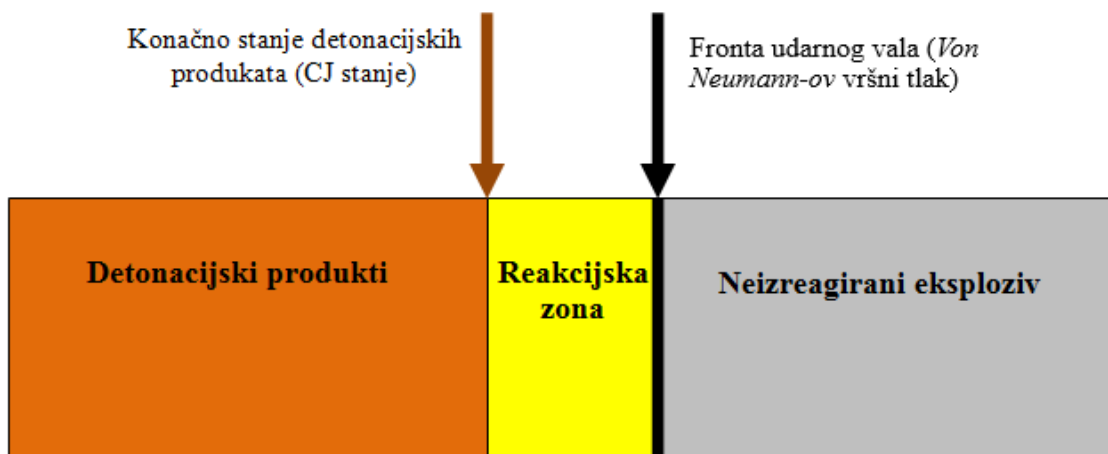 Konačno stanje detonacijskih
produkata (CJ stanje)
Fronta udarnog vala (Von
Neumann-ov vršni tlak)
Detonacijski produkti
Reakcijska
zona
Neizreagirani eksploziv